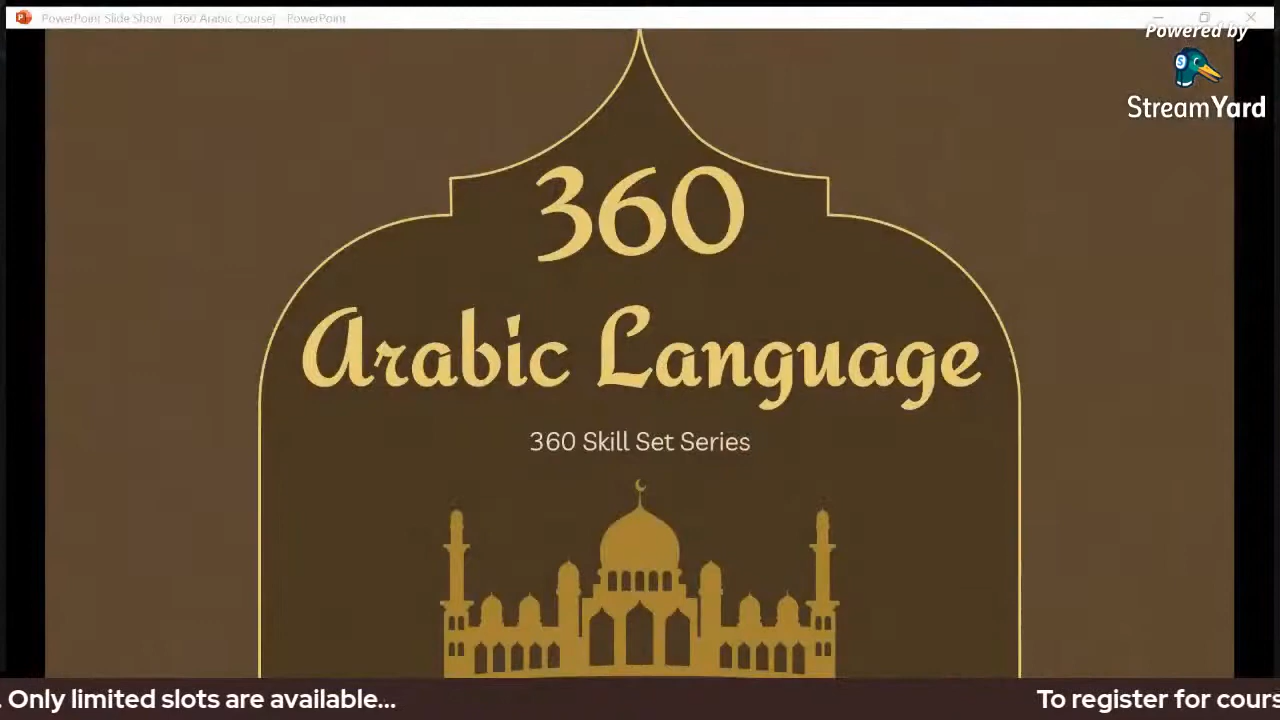 PowerPoint Slide Show - [360 Arabic Course] - PowerPoint
Powered by
StreamYard
360
Arabic Language
360 Skill Set Series
. Only limited slots are available... To register for cours